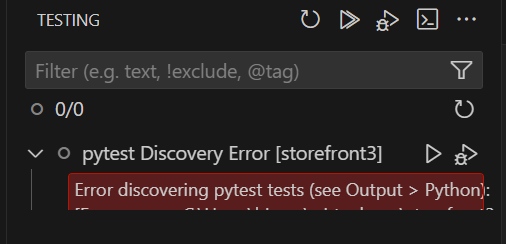 TESTING
Filter (e.g. text, !exclude, @tag)
0/0
pytest Discovery Error [storefront3]
Error discovering pytest tests (see Output > Python):